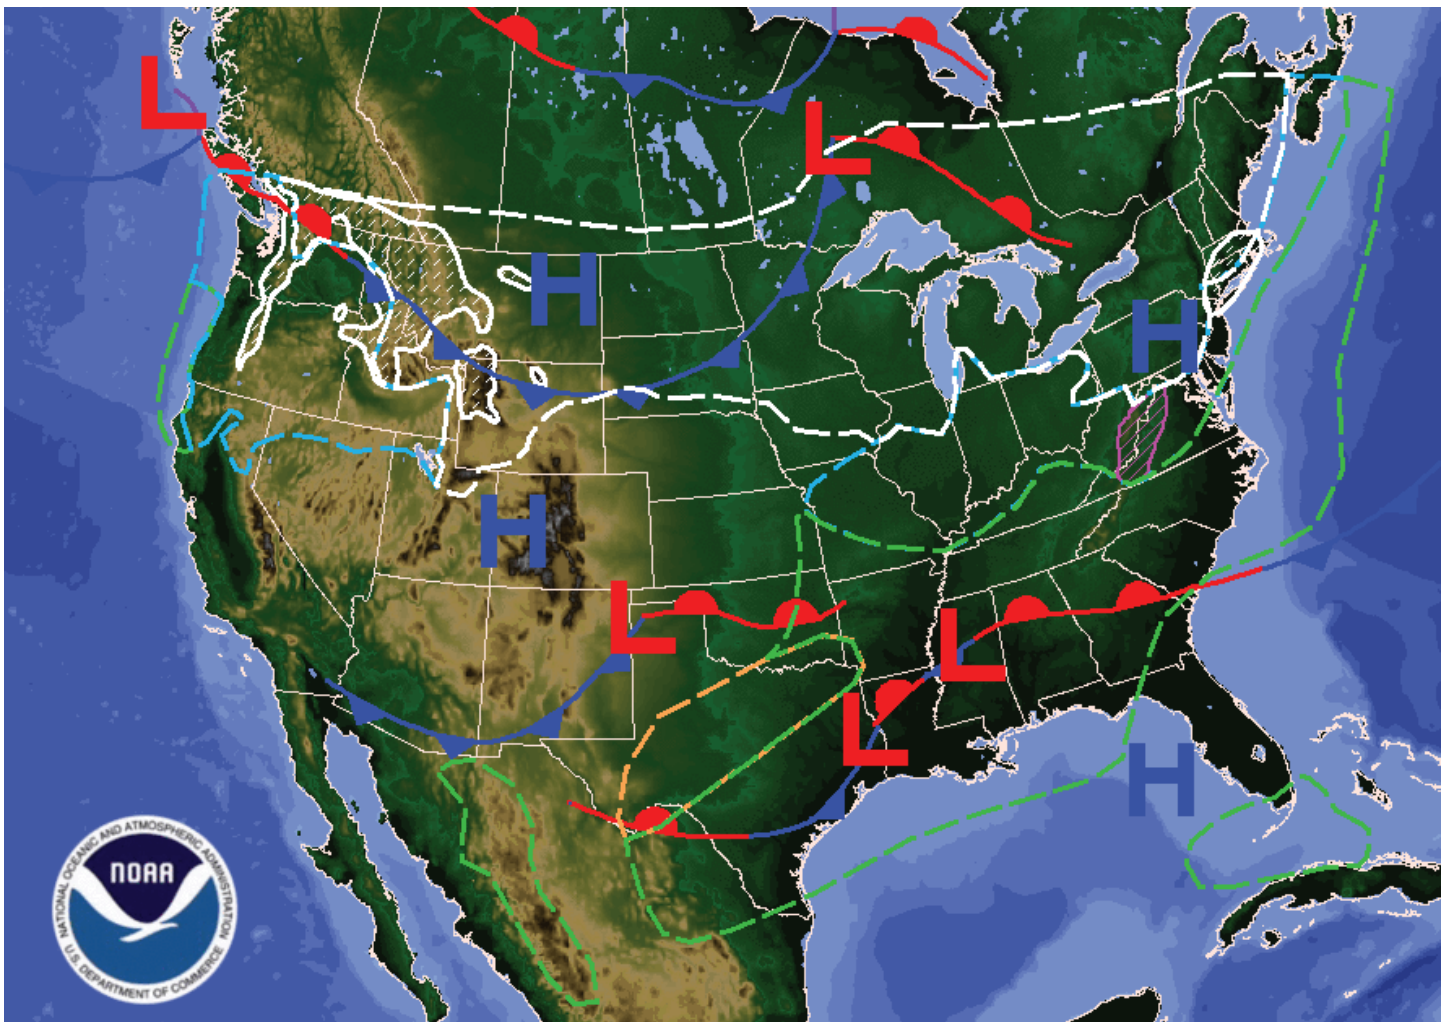 L
L
H
H
H
L
L
L
H
NOAA
NATIONAL OCEANIC AND ATMOSPHERIC ADMINISTRATION
U.S. DEPARTMENT OF COMMERCE